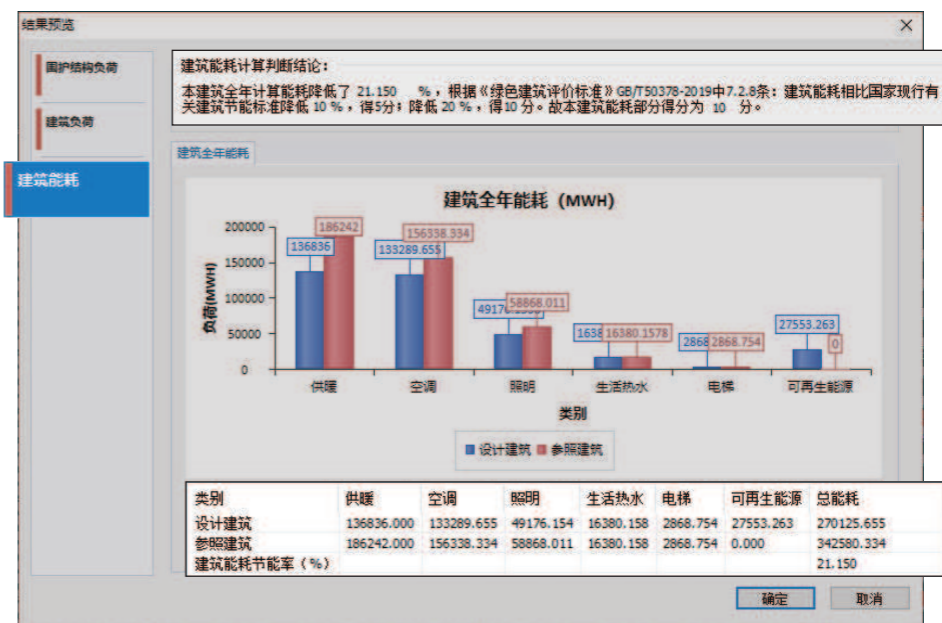 结果预览
围护结构负荷
建筑负荷
建筑能耗
建筑能耗计算判断结论：
本建筑全年计算能耗降低了 21.150 %，根据《绿色建筑评价标准》GB/T50378-2019中7.2.8条：建筑能耗相比国家现行有
关建筑节能标准降低 10 %，得5分；降低 20 %，得10 分。故本建筑能耗部分得分为 10 分。
建筑全年能耗
建筑全年能耗 (MWH)
负荷(MWH)
200000
150000
100000
50000
0
136836
186242
133289.655
156338.334
58868.011
16380.1578
2868.754
27553.263
0
供暖 空调 照明 生活热水 电梯 可再生能源
类别
设计建筑 参照建筑
类别 供暖 空调 照明 生活热水 电梯 可再生能源 总能耗
设计建筑 136836.000 133289.655 49176.154 16380.158 2868.754 27553.263 270125.655
参照建筑 186242.000 156338.334 58868.011 16380.158 2868.754 0.000 342580.334
建筑能耗节能率（%） 21.150
确定 取消